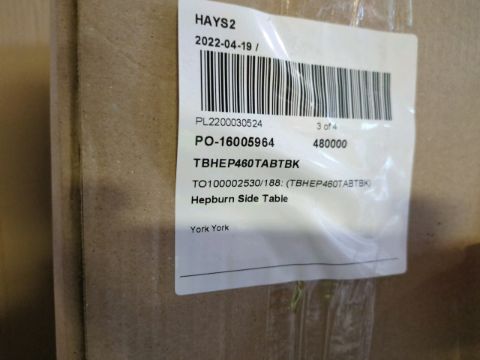 HAYS2
2022-04-19 /
PL2200030524 3 of 4
PO-16005964 480000
TBHEP460TABTBK
TO100002530/188: (TBHEP460TABTBK)
Hepburn Side Table
York York